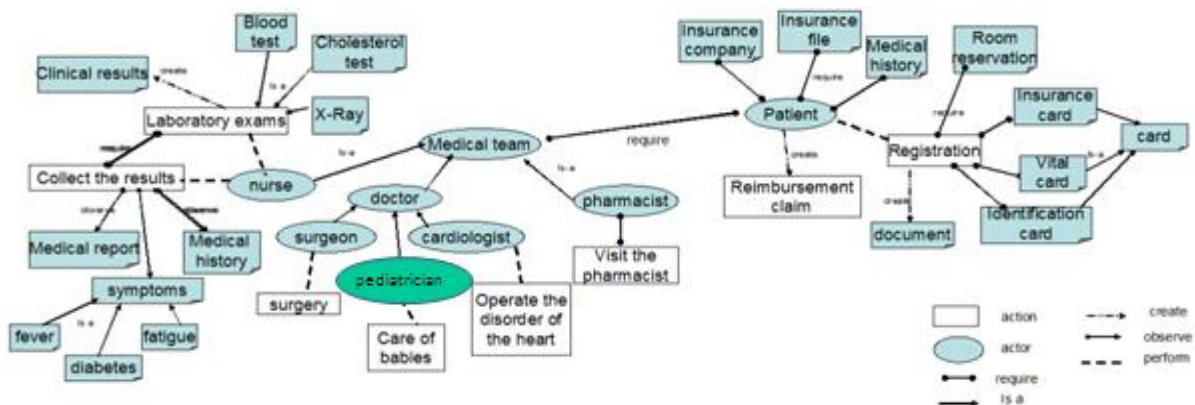 Blood
test
Cholesterol
test
Clinical results
create
Is a
X-Ray
Laboratory exams
Collect the results
nurse
Is a
Medical team
observe
Medical report
Medical
history
symptoms
fever
Is a
fatigue
diabetes
doctor
surgeon
cardiologist
pediatrician
surgery
Care of
babies
Operate the
disorder of
the heart
Is a
pharmacist
Visit the
pharmacist
require
Insurance
company
Insurance
file
Medical
history
require
Patient
create
Reimbursement
claim
Room
reservation
require
Registration
Insurance
card
Vital
card
Is-a
card
Identification
card
create
document
action
actor
require
Is a
create
observe
perform